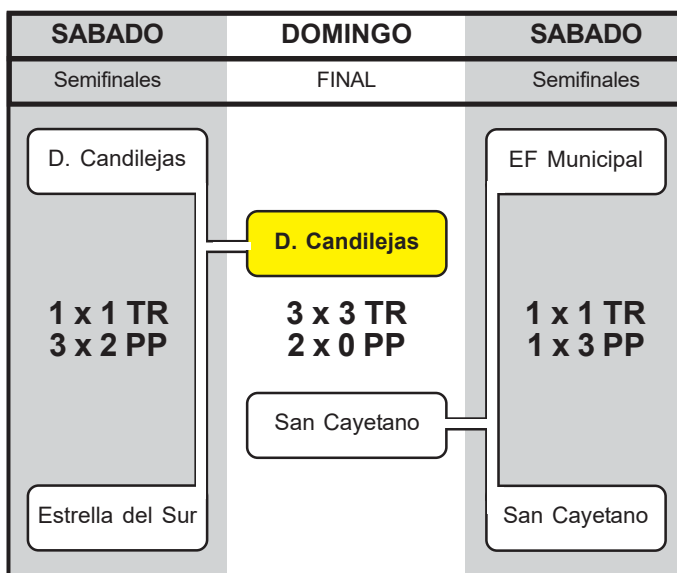 SABADO DOMINGO SABADO
Semifinales FINAL Semifinales
D. Candilejas
EF Municipal
D. Candilejas
1 x 1 TR
3 x 2 PP
3 x 3 TR
2 x 0 PP
1 x 1 TR
1 x 3 PP
San Cayetano
Estrella del Sur
San Cayetano